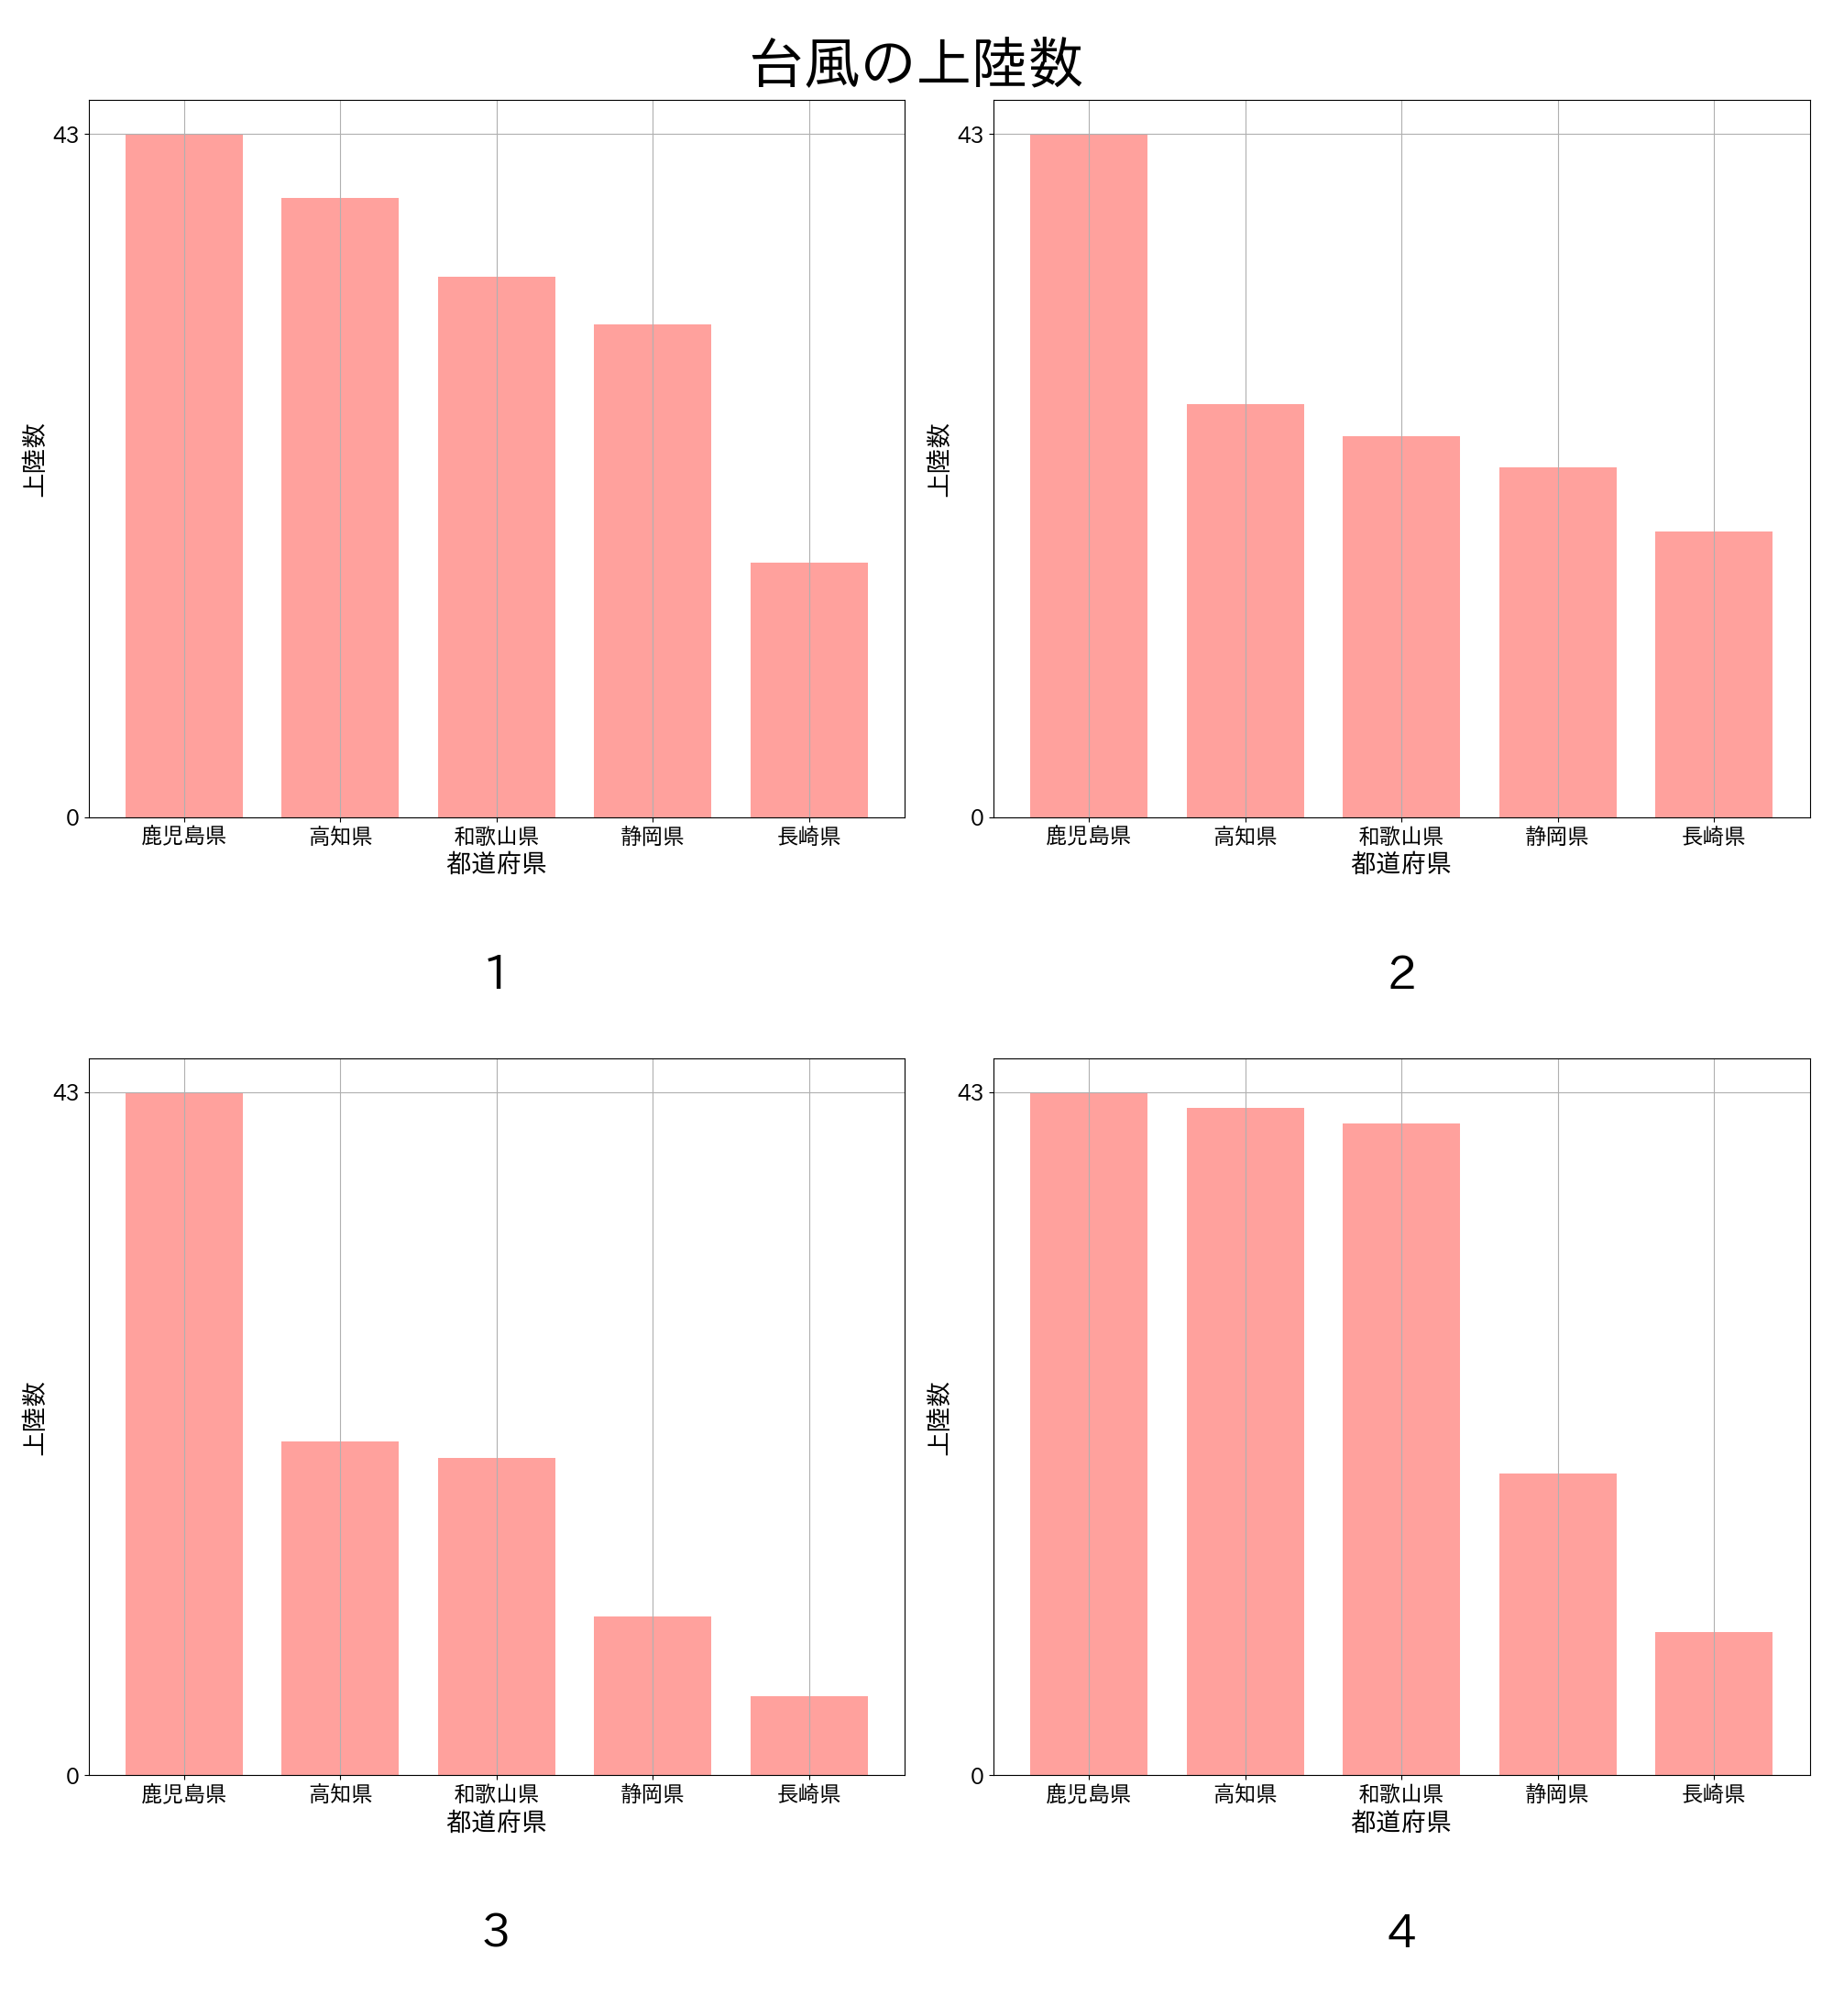 台風の上陸数
43
上陸数
0
鹿児島県 高知県 和歌山県 静岡県 長崎県
都道府県
1
43
上陸数
0
鹿児島県 高知県 和歌山県 静岡県 長崎県
都道府県
2
43
上陸数
0
鹿児島県 高知県 和歌山県 静岡県 長崎県
都道府県
3
43
上陸数
0
鹿児島県 高知県 和歌山県 静岡県 長崎県
都道府県
4